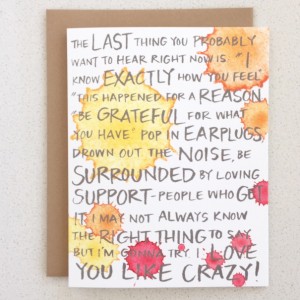 THE LAST THING YOU PROBABLY
WANT TO HEAR RIGHT NOW IS "I
KNOW EXACTLY HOW YOU FEEL"
"THIS HAPPENED FOR A REASON"
"BE GRATEFUL FOR WHAT
YOU HAVE" POP IN EARPLUGS,
DROWN OUT THE NOISE, BE
SURROUNDED BY LOVING
SUPPORT-PEOPLE WHO GET
IT. I MAY NOT ALWAYS KNOW
THE RIGHT THING TO SAY
BUT I'M GONNA TRY. I LOVE
YOU LIKE CRAZY!